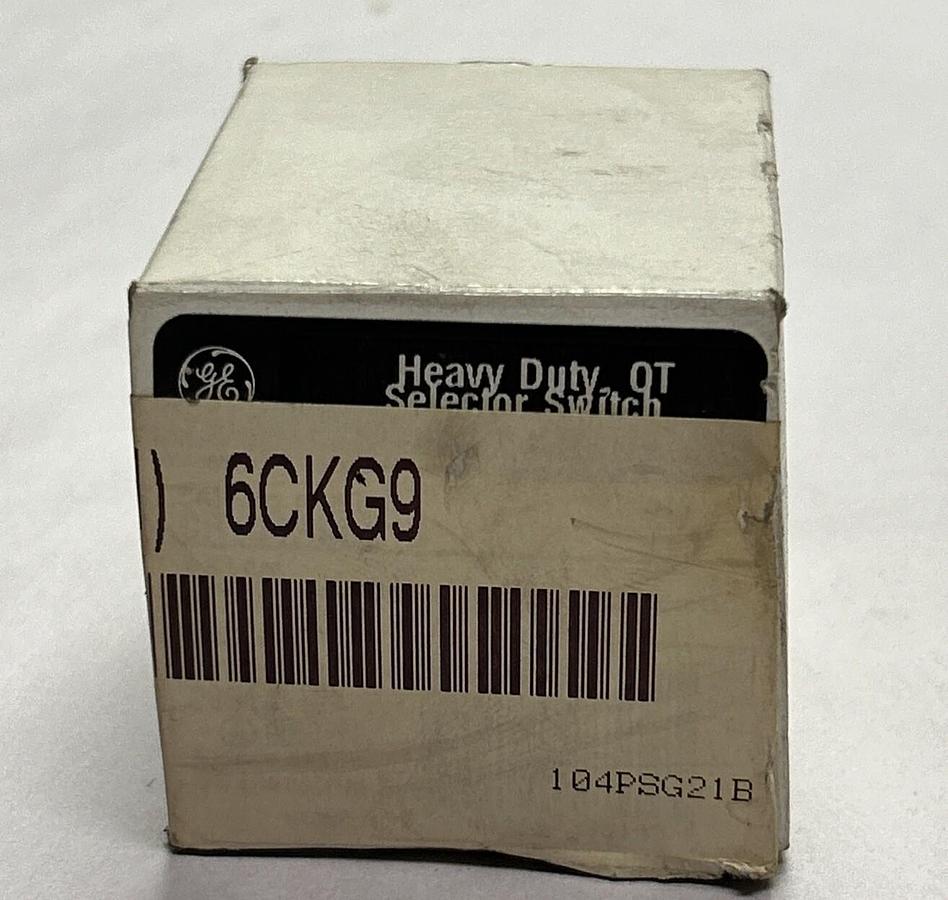 GE
Heavy Duty, OT
Selector Switch
) 6CKG9
104PSG21B